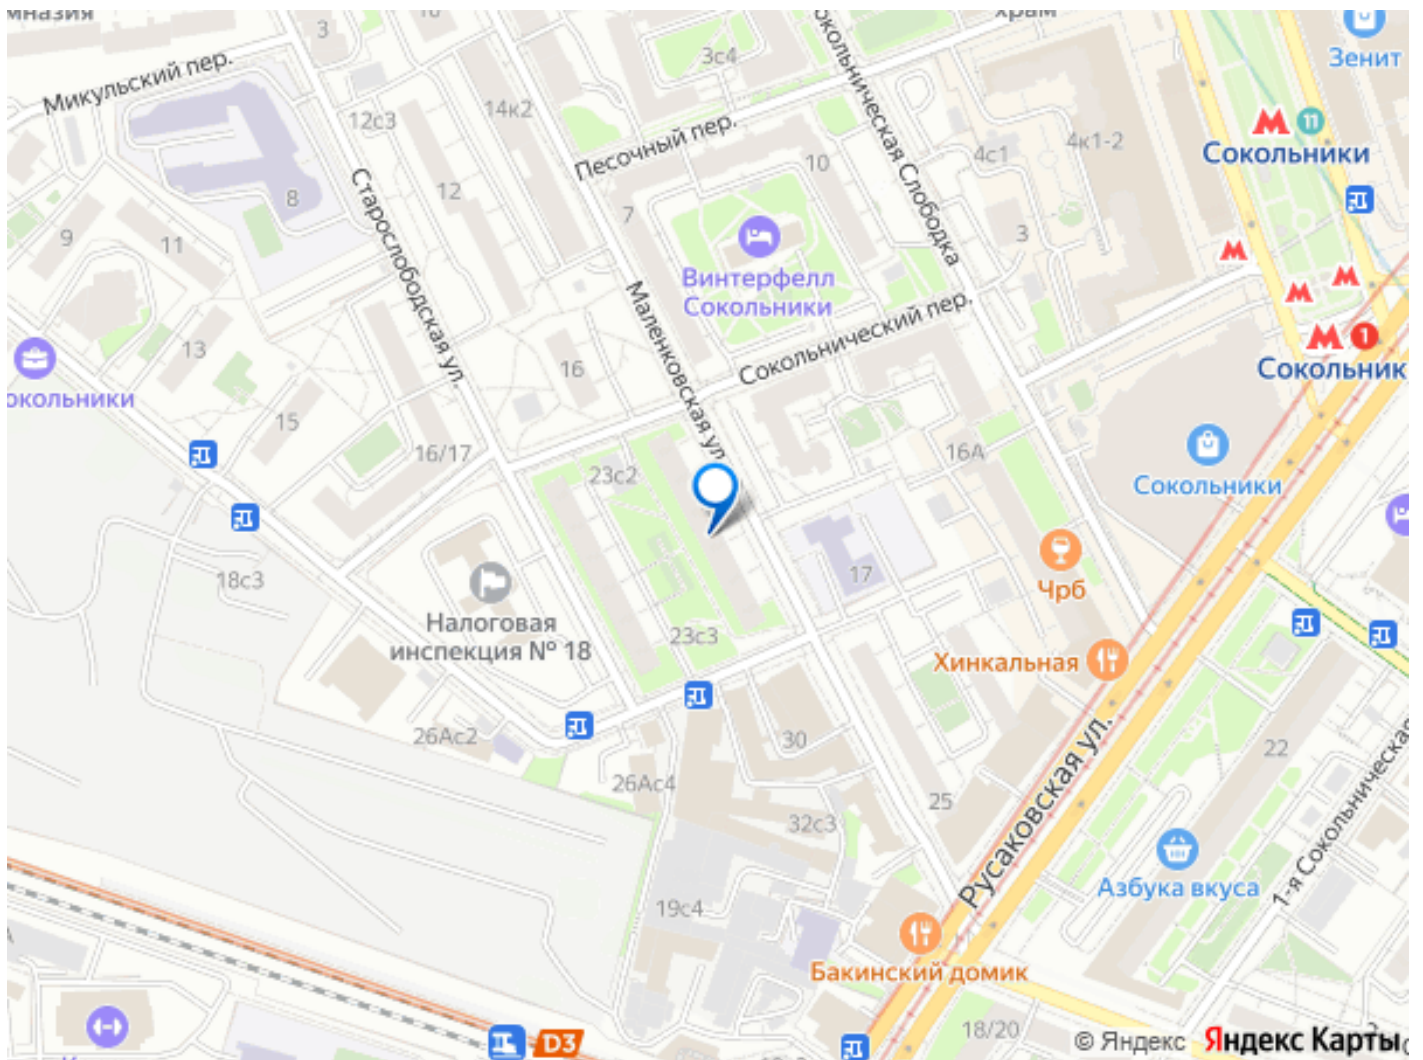 3
10
храм
Зенит
Микульский пер.
3с4
Сокольническая Слободка
12с3
14к2
Песочный пер.
4с1
4к1-2
М 11
Сокольники
8
12
10
Старослободская ул.
7
3
9
11
Винтерфелл
Сокольники
Маленковская ул.
Сокольнический пер.
13
16
М 1
Сокольник
окольники
15
16/17
23с2
16А
Сокольники
18с3
17
Чрб
Налоговая
инспекция № 18
23с3
Хинкальная
26Ас2
30
22
26Ас4
25
32с3
Русаковская ул.
1-я Сокольническая
Азбука вкуса
19с4
Бакинский домик
18/20
D3
© Яндекс Яндекс Карты